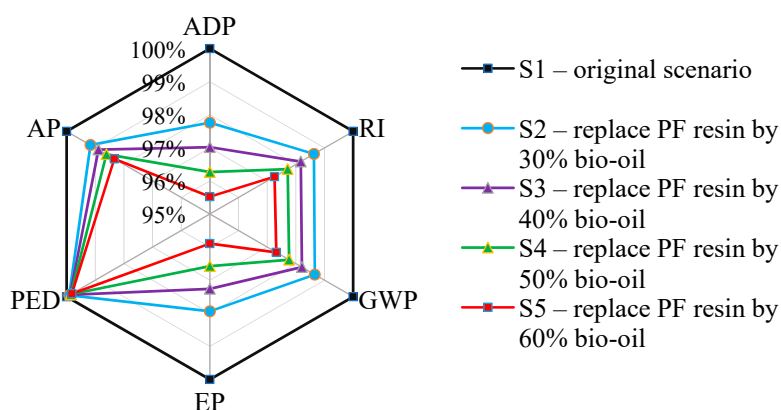 ADP
100%
99%
98%
97%
96%
95%
AP
RI
PED
GWP
EP
S1 – original scenario
S2 – replace PF resin by
30% bio-oil
S3 – replace PF resin by
40% bio-oil
S4 – replace PF resin by
50% bio-oil
S5 – replace PF resin by
60% bio-oil